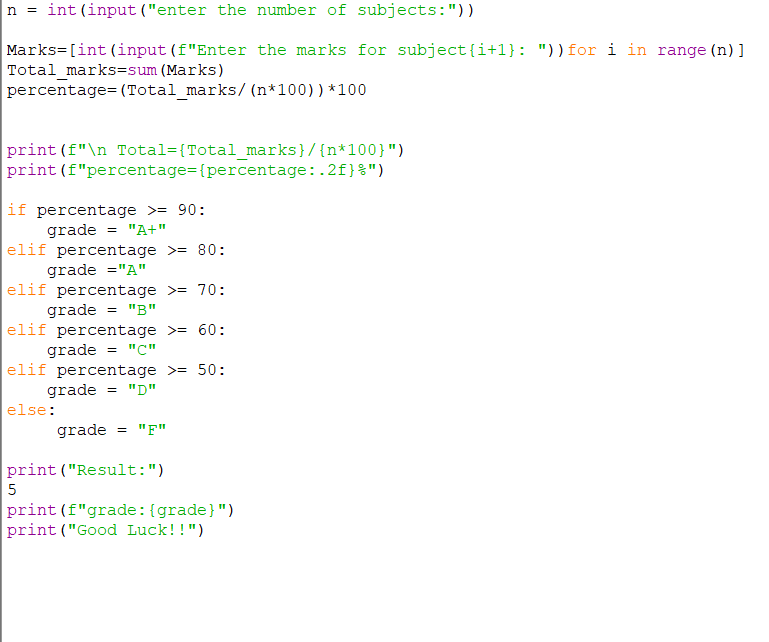 n = int(input("enter the number of subjects:"))

Marks=[int(input(f"Enter the marks for subject{i+1}: "))for i in range(n)]
Total_marks=sum(Marks)
percentage=(Total_marks/(n*100))*100


print(f"\n Total={Total_marks}/{n*100}")
print(f"percentage={percentage:.2f}%")

if percentage >= 90:
    grade = "A+"
elif percentage >= 80:
    grade ="A"
elif percentage >= 70:
    grade = "B"
elif percentage >= 60:
    grade = "C"
elif percentage >= 50:
    grade = "D"
else:
     grade = "F"

print("Result:")
5
print(f"grade:{grade}")
print("Good Luck!!")